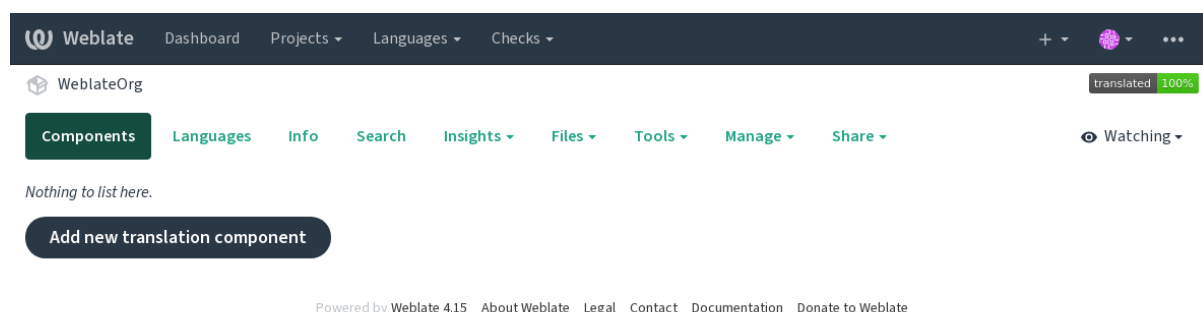 Weblate Dashboard Projects Languages Checks
WeblateOrg translated 100%
Components Languages Info Search Insights Files Tools Manage Share Watching
Nothing to list here.
Add new translation component
Powered by Weblate 4.15 About Weblate Legal Contact Documentation Donate to Weblate